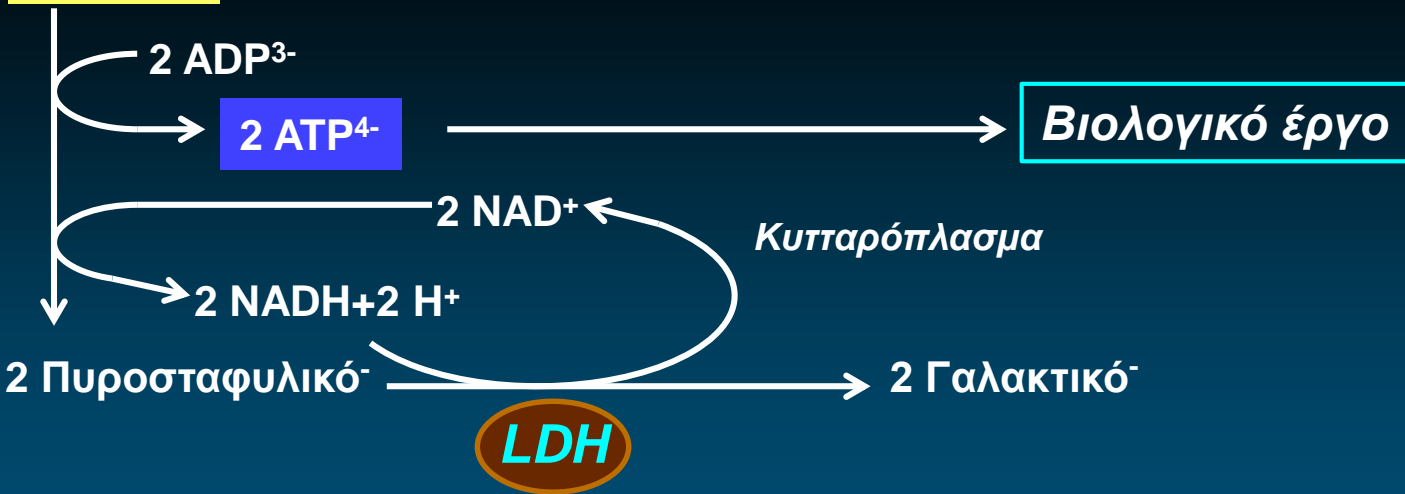 2 ADP³⁻
2 ATP⁴⁻
Βιολογικό έργο
2 NAD⁺
Κυτταρόπλασμα
2 NADH+2 H⁺
2 Πυροσταφυλικό⁻
2 Γαλακτικό⁻
LDH